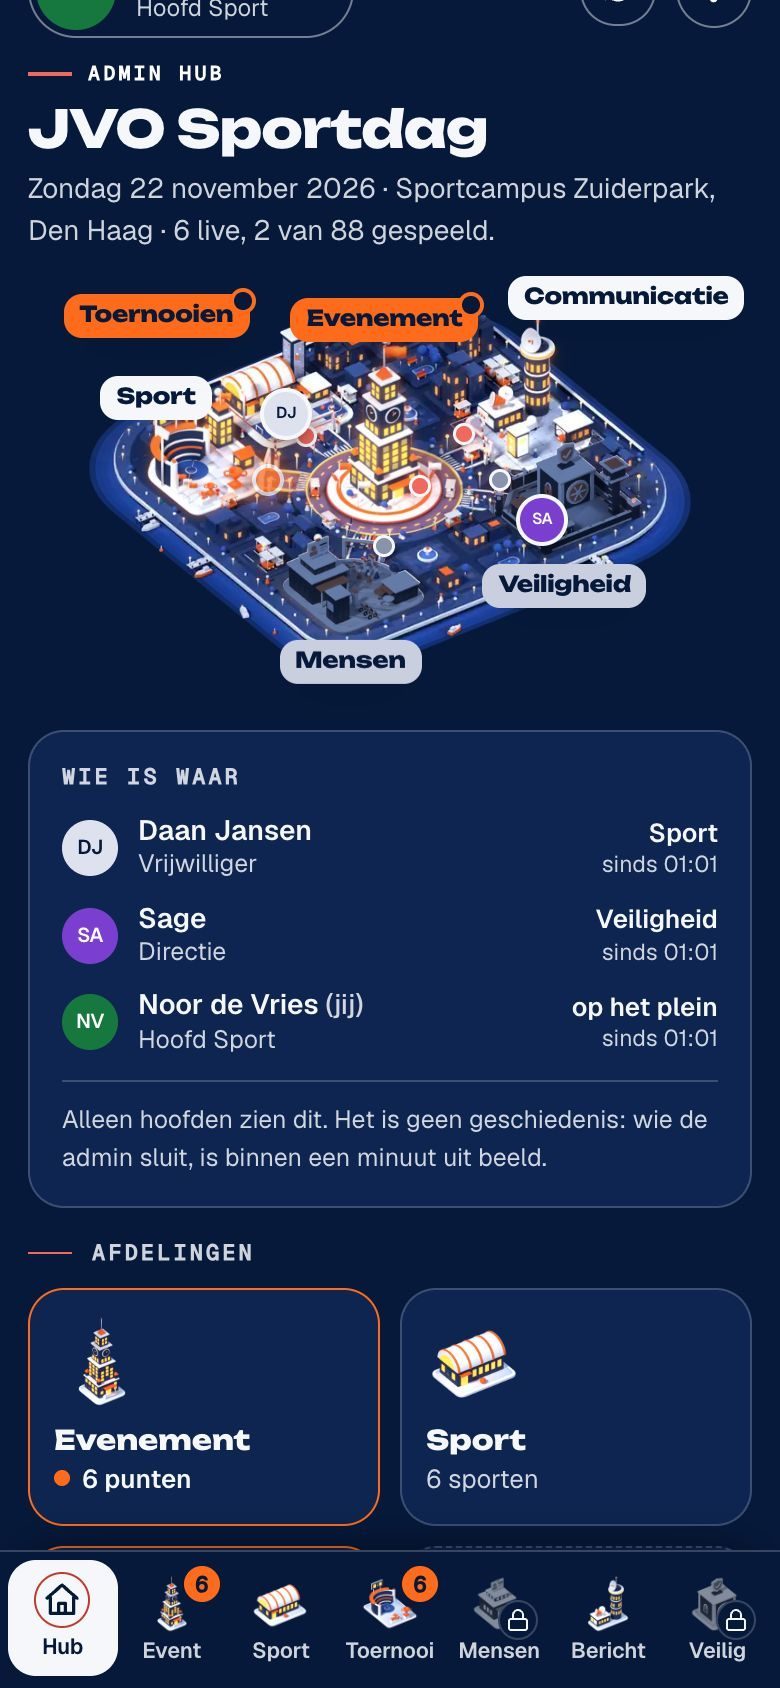 Hoofd Sport
ADMIN HUB
JVO Sportdag
Zondag 22 november 2026 · Sportcampus Zuiderpark,
Den Haag · 6 live, 2 van 88 gespeeld.
Communicatie
Toernooien
Evenement
Sport
DJ
SA
Veiligheid
Mensen
WIE IS WAAR
DJ
Daan Jansen
Vrijwilliger
Sport
sinds 01:01
SA
Sage
Directie
Veiligheid
sinds 01:01
NV
Noor de Vries (jij)
Hoofd Sport
op het plein
sinds 01:01
Alleen hoofden zien dit. Het is geen geschiedenis: wie de
admin sluit, is binnen een minuut uit beeld.
AFDELINGEN
Evenement
6 punten
Sport
6 sporten
Hub
6
Event
Sport
6
Toernooi
Mensen
Bericht
Veilig